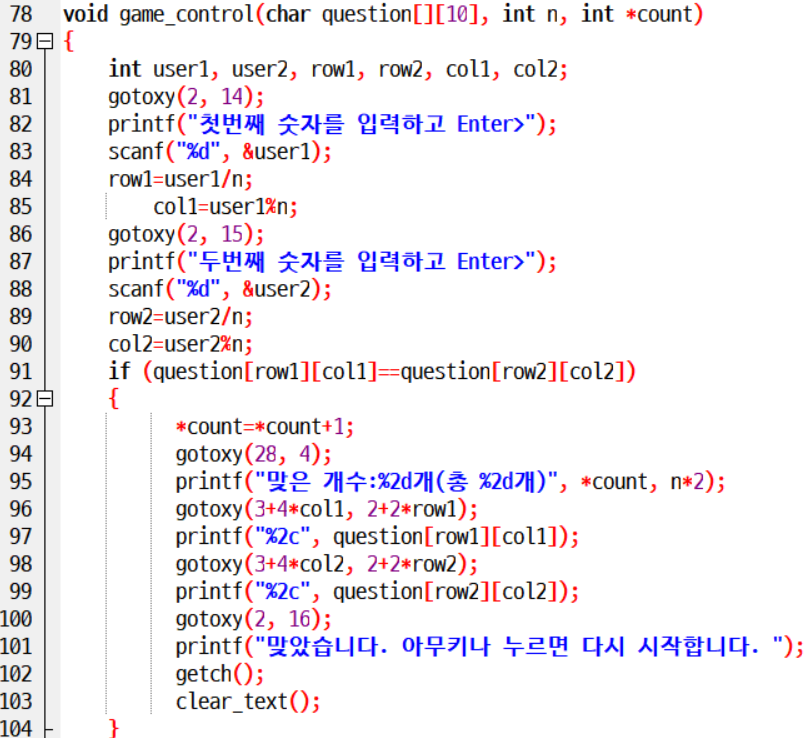 78 void game_control(char question[][10], int n, int *count)
79 {
80 int user1, user2, row1, row2, col1, col2;
81 gotoxy(2, 14);
82 printf("첫번째 숫자를 입력하고 Enter>");
83 scanf("%d", &user1);
84 row1=user1/n;
85 col1=user1%n;
86 gotoxy(2, 15);
87 printf("두번째 숫자를 입력하고 Enter>");
88 scanf("%d", &user2);
89 row2=user2/n;
90 col2=user2%n;
91 if (question[row1][col1]==question[row2][col2])
92 {
93 *count=*count+1;
94 gotoxy(28, 4);
95 printf("맞은 개수:%2d개(총 %2d개)", *count, n*2);
96 gotoxy(3+4*col1, 2+2*row1);
97 printf("%2c", question[row1][col1]);
98 gotoxy(3+4*col2, 2+2*row2);
99 printf("%2c", question[row2][col2]);
100 gotoxy(2, 16);
101 printf("맞았습니다. 아무키나 누르면 다시 시작합니다. ");
102 getch();
103 clear_text();
104 }